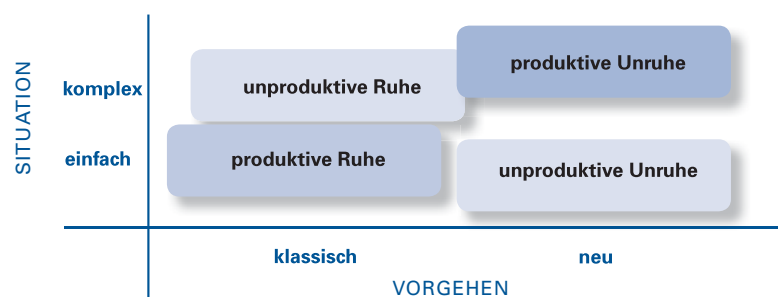 SITUATION
komplex
einfach
unproduktive Ruhe
produktive Unruhe
produktive Ruhe
unproduktive Unruhe
klassisch
neu
VORGEHEN